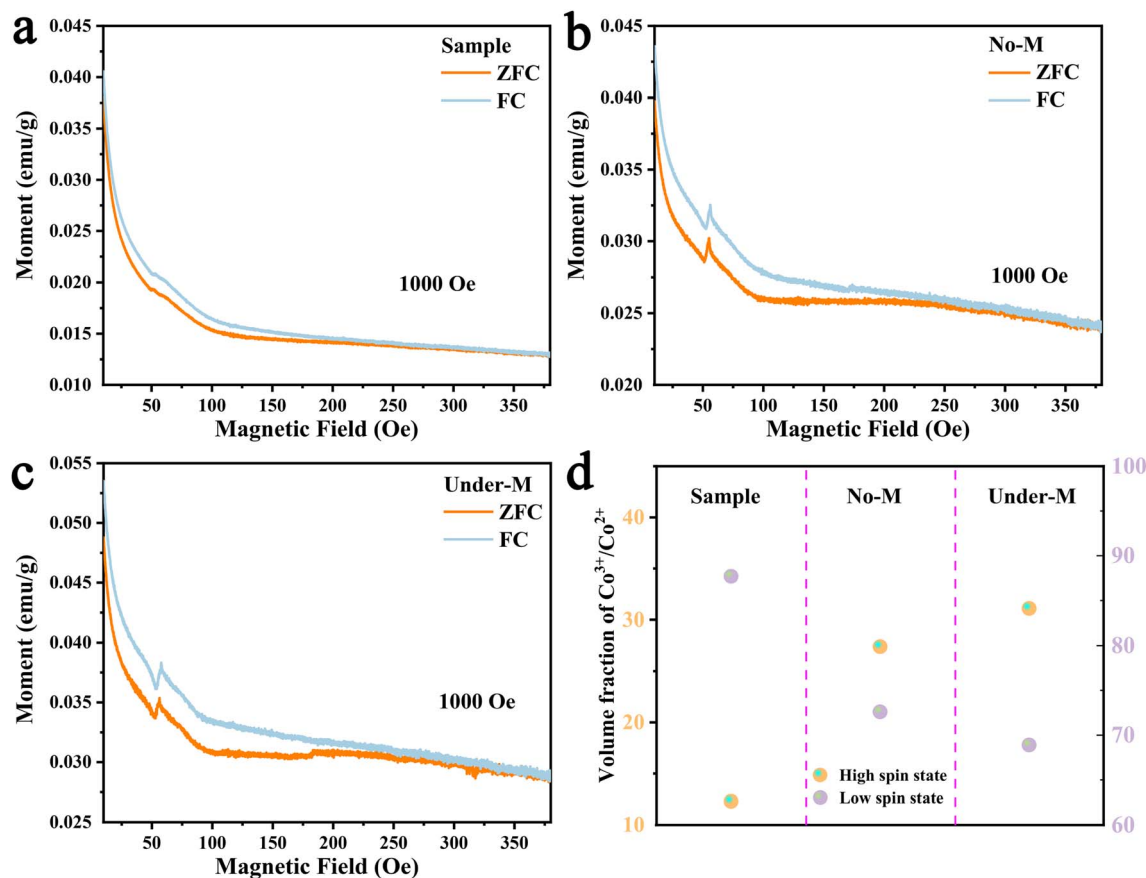 a
Sample
ZFC
FC
1000 Oe
0.045
0.040
0.035
0.030
0.025
0.020
0.015
0.010
Moment (emu/g)
50 100 150 200 250 300 350
Magnetic Field (Oe)
b
No-M
ZFC
FC
1000 Oe
0.045
0.040
0.035
0.030
0.025
0.020
Moment (emu/g)
50 100 150 200 250 300 350
Magnetic Field (Oe)
c
Under-M
ZFC
FC
1000 Oe
0.055
0.050
0.045
0.040
0.035
0.030
0.025
Moment (emu/g)
50 100 150 200 250 300 350
Magnetic Field (Oe)
d
Sample No-M Under-M
40
30
20
10
Volume fraction of Co³⁺/Co²⁺
High spin state
Low spin state
100
90
80
70
60